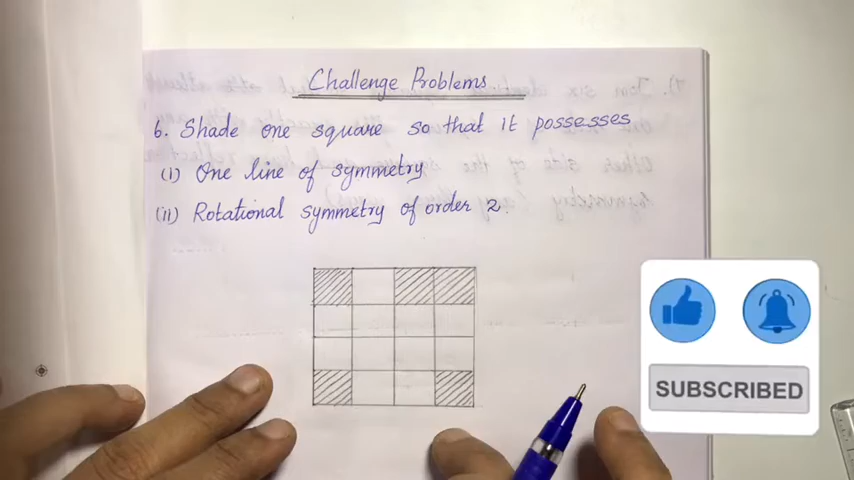 Challenge Problems
6. Shade one square so that it possesses
(i) One line of symmetry
(ii) Rotational symmetry of order 2.
SUBSCRIBED